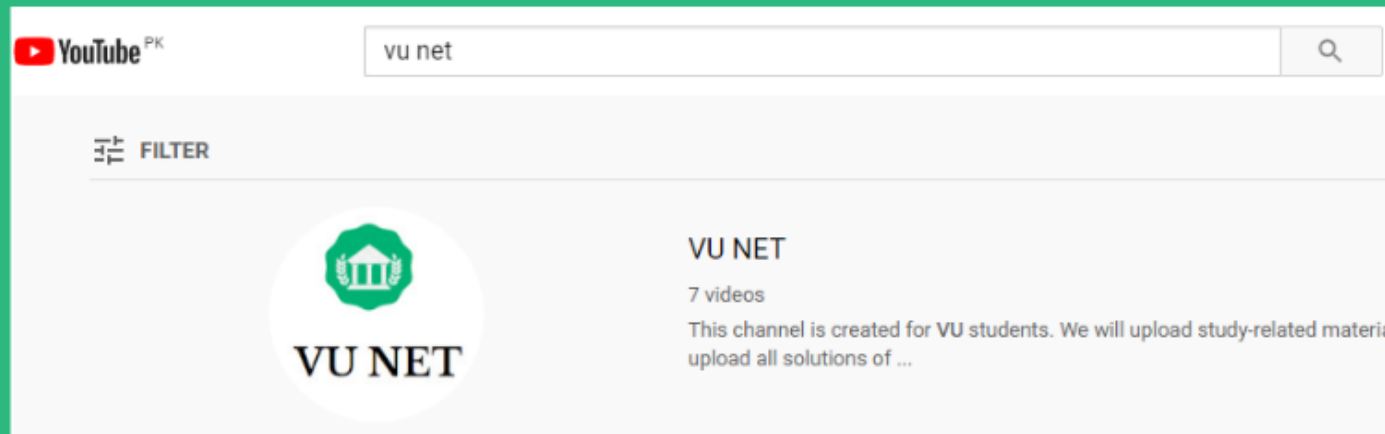 YouTube PK
vu net
FILTER
VU NET
VU NET
7 videos
This channel is created for VU students. We will upload study-related materia
upload all solutions of ...